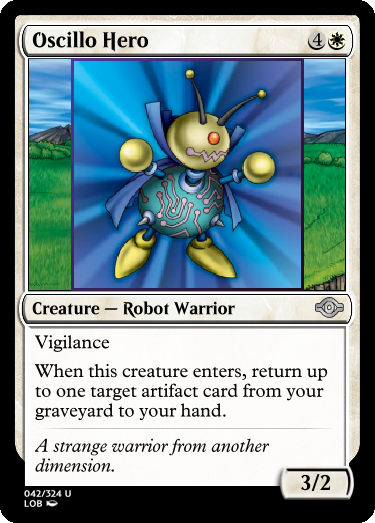 Oscillo Hero 4
Creature — Robot Warrior
Vigilance
When this creature enters, return up
to one target artifact card from your
graveyard to your hand.
A strange warrior from another
dimension.
3/2
042/324 U
LOB